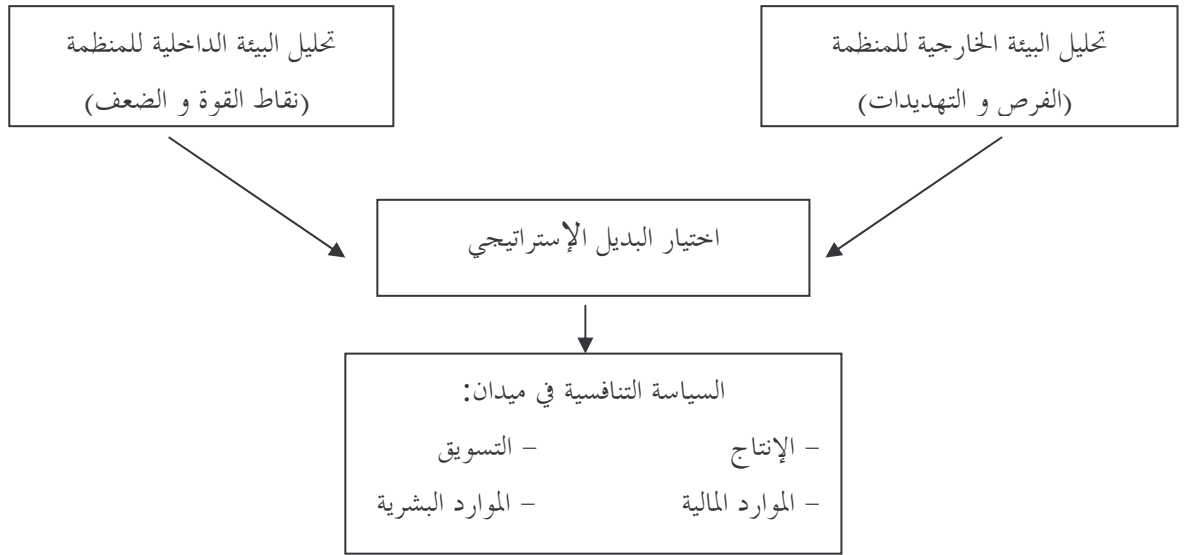 تحليل البيئة الخارجية للمنظمة
(الفرص و التهديدات)
تحليل البيئة الداخلية للمنظمة
(نقاط القوة و الضعف)
اختيار البديل الإستراتيجي
السياسة التنافسية في ميدان:
– الإنتاج – التسويق
– الموارد المالية – الموارد البشرية